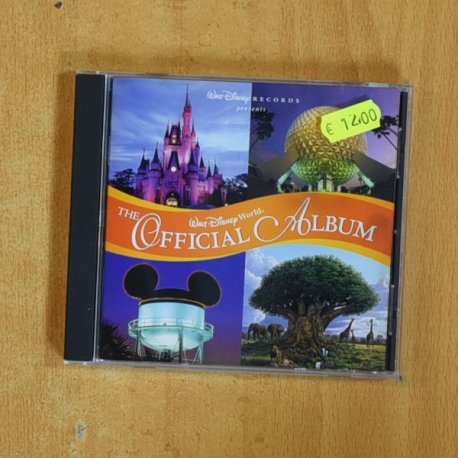 Walt Disney RECORDS
presents
€ 12.00
Walt Disney World®
THE OFFICIAL ALBUM